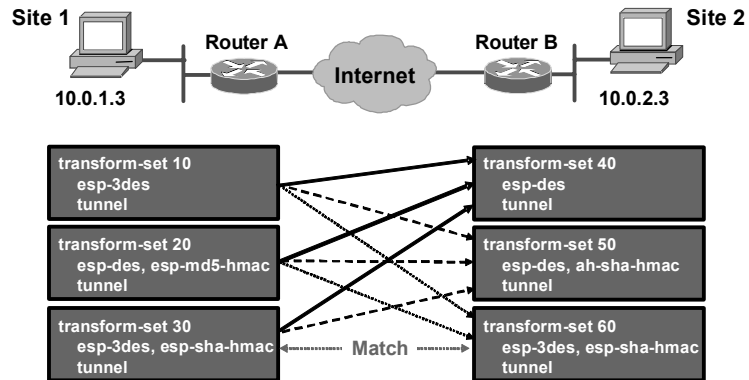 Site 1
Site 2
Router A
Router B
Internet
10.0.1.3
10.0.2.3
transform-set 10
esp-3des
tunnel
transform-set 40
esp-des
tunnel
transform-set 20
esp-des, esp-md5-hmac
tunnel
transform-set 50
esp-des, ah-sha-hmac
tunnel
transform-set 30
esp-3des, esp-sha-hmac
tunnel
Match
transform-set 60
esp-3des, esp-sha-hmac
tunnel